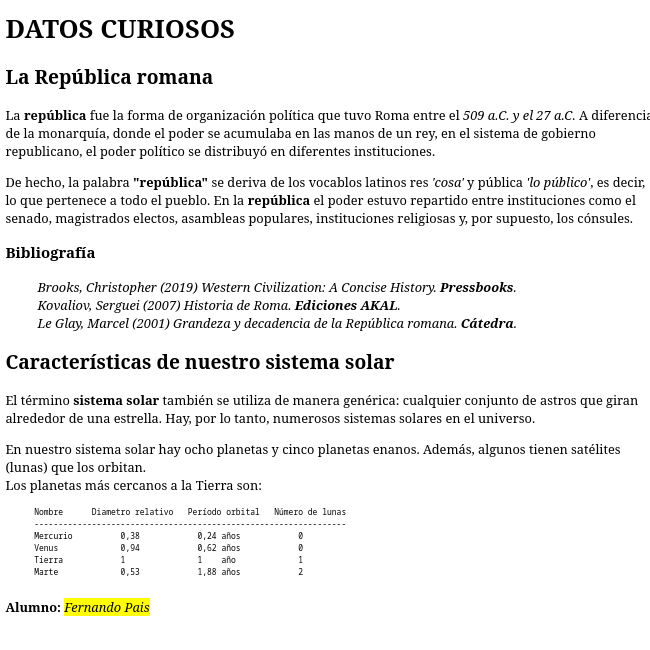 DATOS CURIOSOS
La República romana
La república fue la forma de organización política que tuvo Roma entre el 509 a.C. y el 27 a.C. A diferencia
de la monarquía, donde el poder se acumulaba en las manos de un rey, en el sistema de gobierno
republicano, el poder político se distribuyó en diferentes instituciones.
De hecho, la palabra "república" se deriva de los vocablos latinos res 'cosa' y pública 'lo público', es decir,
lo que pertenece a todo el pueblo. En la república el poder estuvo repartido entre instituciones como el
senado, magistrados electos, asambleas populares, instituciones religiosas y, por supuesto, los cónsules.
Bibliografía
Brooks, Christopher (2019) Western Civilization: A Concise History. Pressbooks.
Kovaliov, Serguei (2007) Historia de Roma. Ediciones AKAL.
Le Glay, Marcel (2001) Grandeza y decadencia de la República romana. Cátedra.
Características de nuestro sistema solar
El término sistema solar también se utiliza de manera genérica: cualquier conjunto de astros que giran
alrededor de una estrella. Hay, por lo tanto, numerosos sistemas solares en el universo.
En nuestro sistema solar hay ocho planetas y cinco planetas enanos. Además, algunos tienen satélites
(lunas) que los orbitan.
Los planetas más cercanos a la Tierra son:
Nombre Diametro relativo Período orbital Número de lunas
-----------------------------------------------------------------
Mercurio 0,38 0,24 años 0
Venus 0,94 0,62 años 0
Tierra 1 1 año 1
Marte 0,53 1,88 años 2
Alumno: Fernando Pais